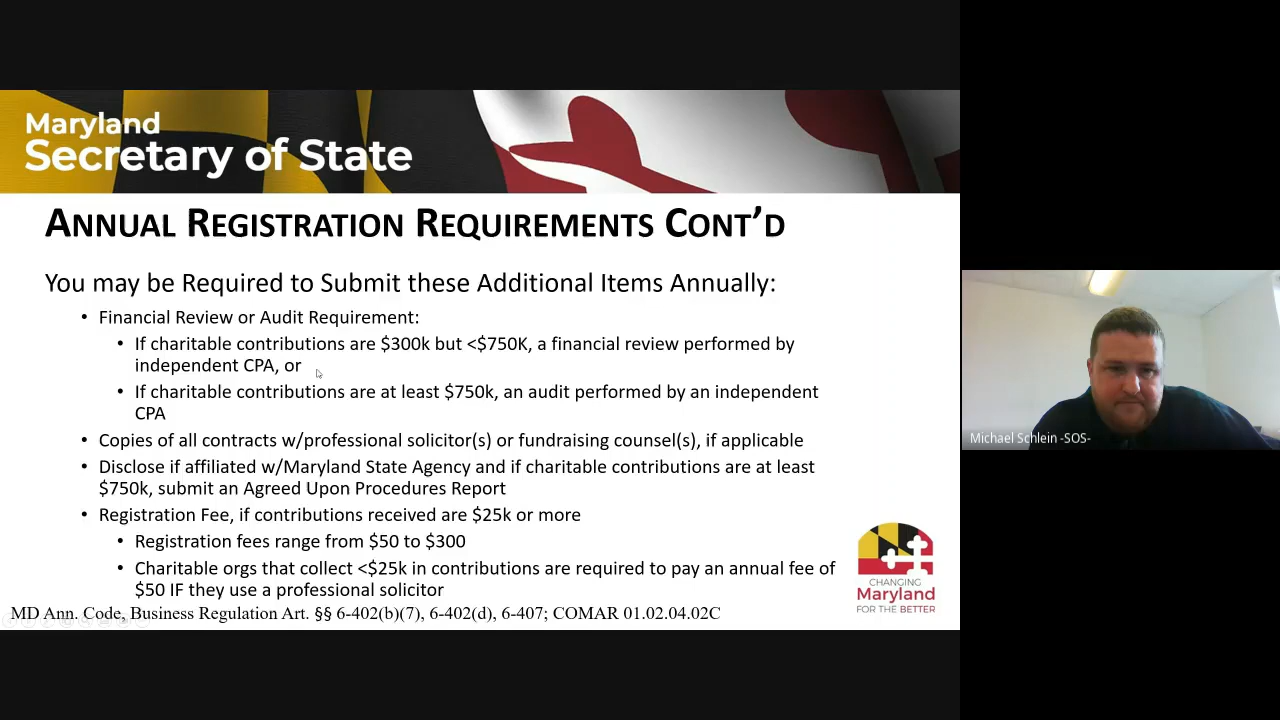 Maryland
Secretary of State
ANNUAL REGISTRATION REQUIREMENTS CONT'D
You may be Required to Submit these Additional Items Annually:
• Financial Review or Audit Requirement:
• If charitable contributions are $300k but <$750K, a financial review performed by
independent CPA, or
• If charitable contributions are at least $750k, an audit performed by an independent
CPA
• Copies of all contracts w/professional solicitor(s) or fundraising counsel(s), if applicable
• Disclose if affiliated w/Maryland State Agency and if charitable contributions are at least
$750k, submit an Agreed Upon Procedures Report
• Registration Fee, if contributions received are $25k or more
• Registration fees range from $50 to $300
• Charitable orgs that collect <$25k in contributions are required to pay an annual fee of
$50 IF they use a professional solicitor
MD Ann. Code, Business Regulation Art. §§ 6-402(b)(7), 6-402(d), 6-407; COMAR 01.02.04.02C
CHANGING
Maryland
FOR THE BETTER
Michael Schlein -SOS-